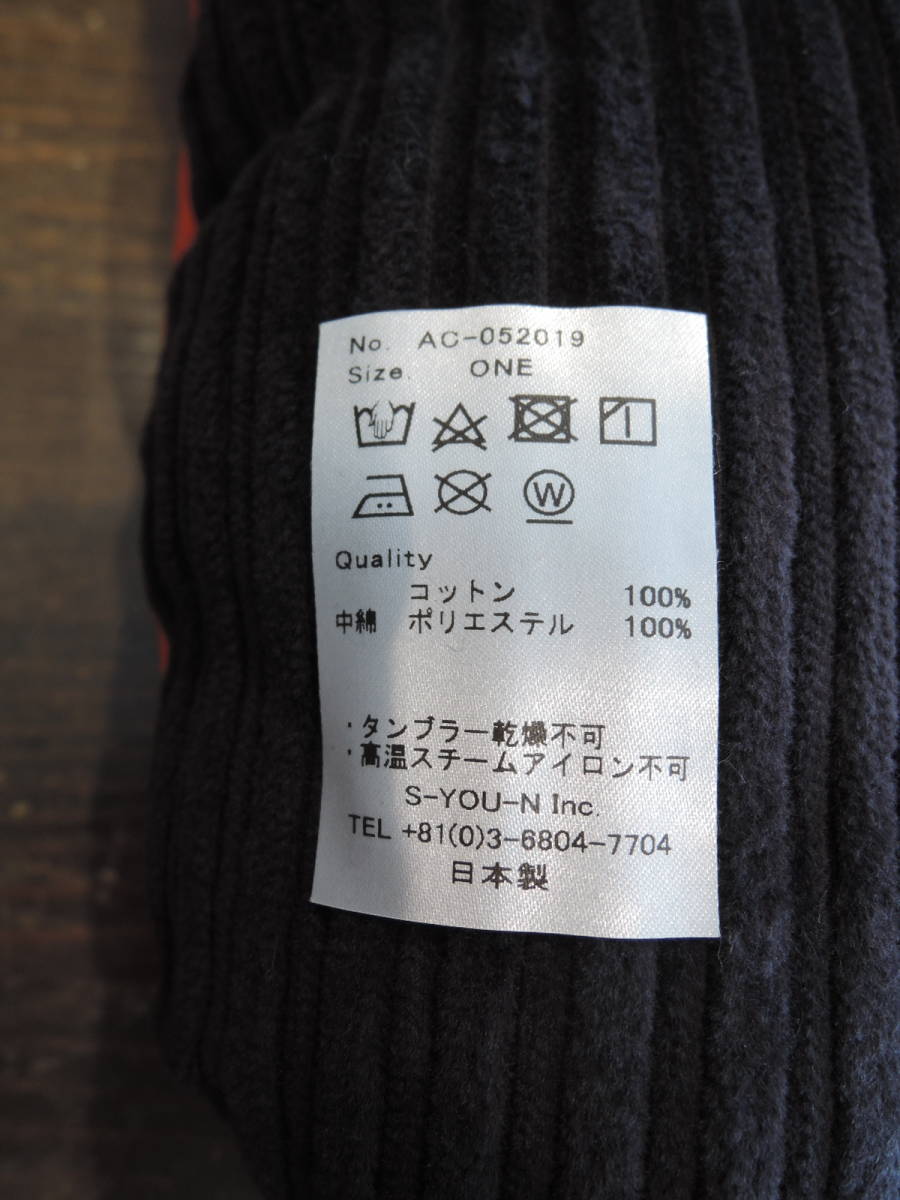 No. AC-052019
Size. ONE
W
Quality
コットン 100%
中綿 ポリエステル 100%
・タンブラー乾燥不可
・高温スチームアイロン不可
S-YOU-N Inc.
TEL +81(0)3-6804-7704
日本製